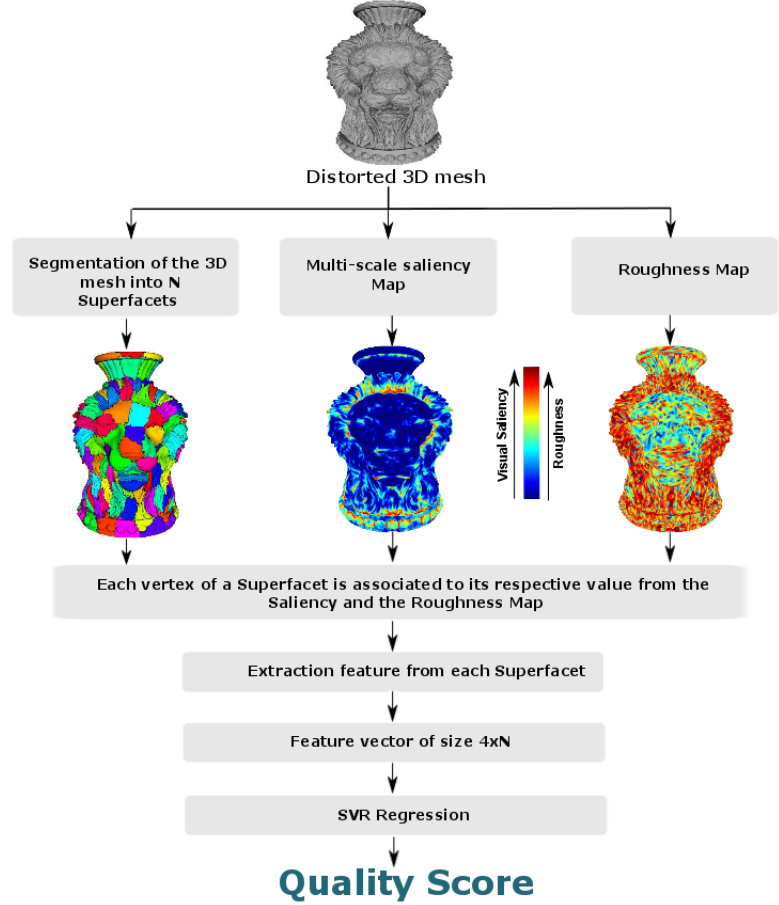 Distorted 3D mesh
Segmentation of the 3D
mesh into N
Superfacets
Multi-scale saliency
Map
Roughness Map
Visual Saliency
Roughness
Each vertex of a Superfacet is associated to its respective value from the
Saliency and the Roughness Map
Extraction feature from each Superfacet
Feature vector of size 4xN
SVR Regression
Quality Score